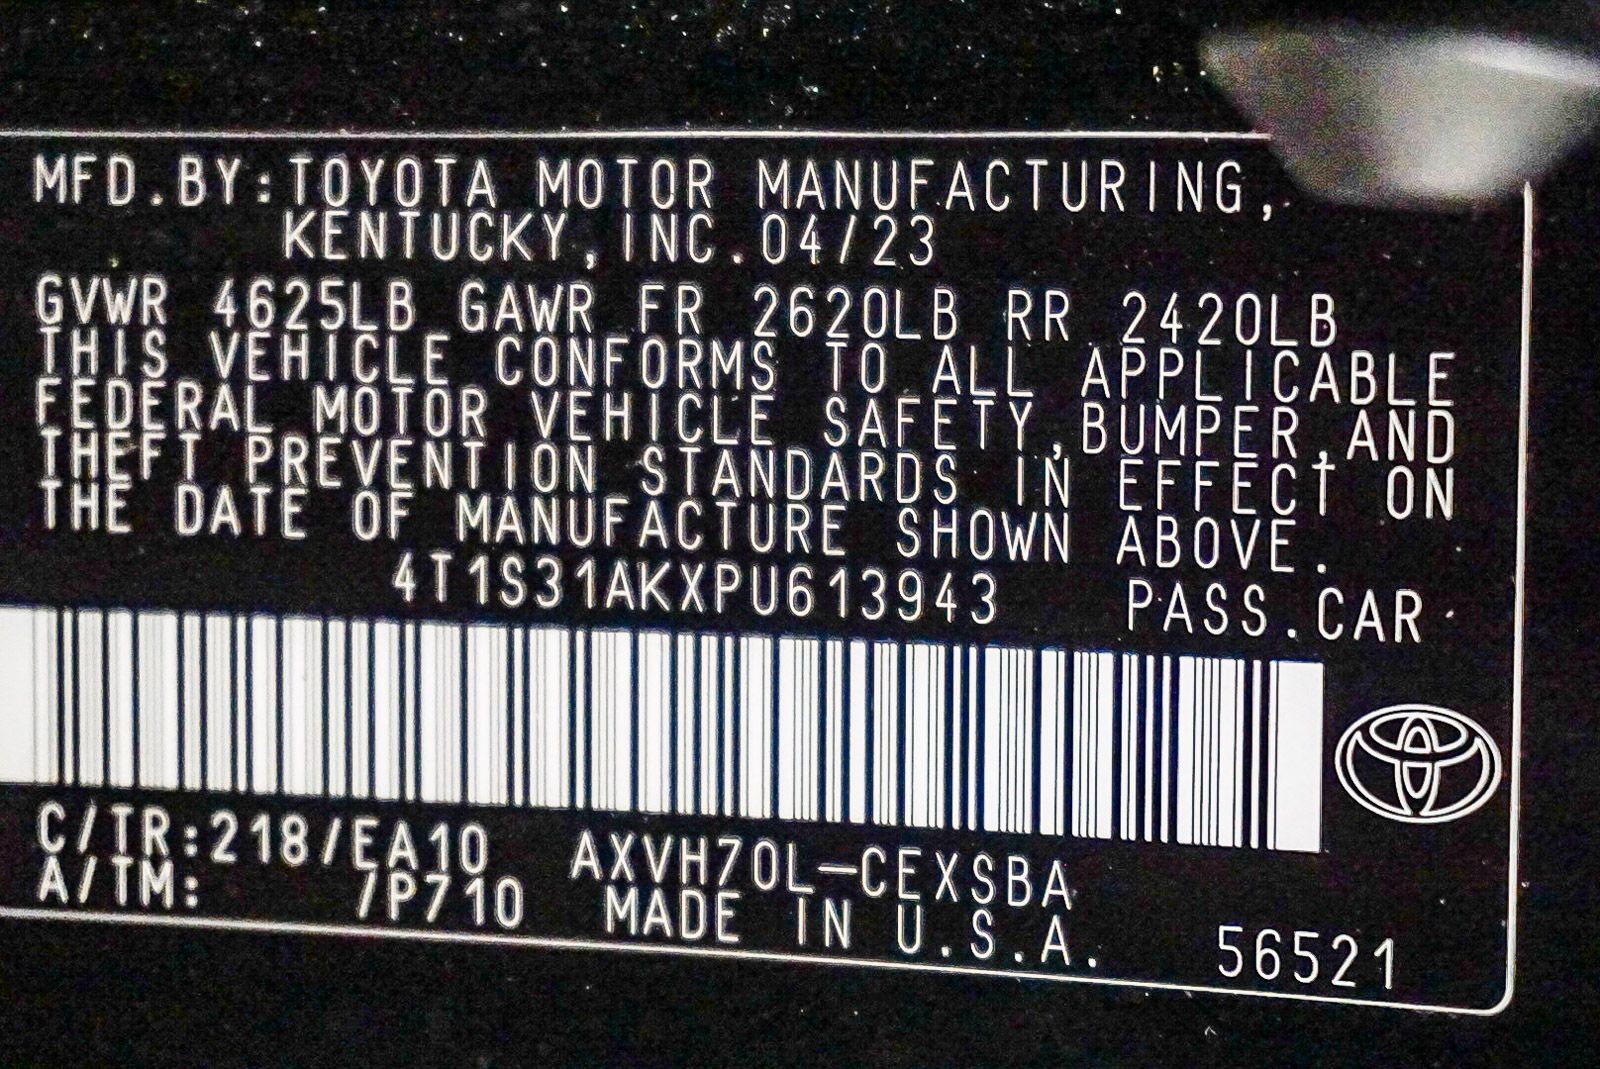 MFD.BY:TOYOTA MOTOR MANUFACTURING,
KENTUCKY,INC.04/23
GVWR 4625LB GAWR FR 2620LB RR 2420LB
THIS VEHICLE CONFORMS TO ALL APPLICABLE
FEDERAL MOTOR VEHICLE SAFETY,BUMPER,AND
THEFT PREVENTION STANDARDS IN EFFECT ON
THE DATE OF MANUFACTURE SHOWN ABOVE.
4T1S31AKXPU613943 PASS.CAR
C/TR:218/EA10 AXVH70L-CEXSBA
A/TM: /P710 MADE IN U.S.A. 56521